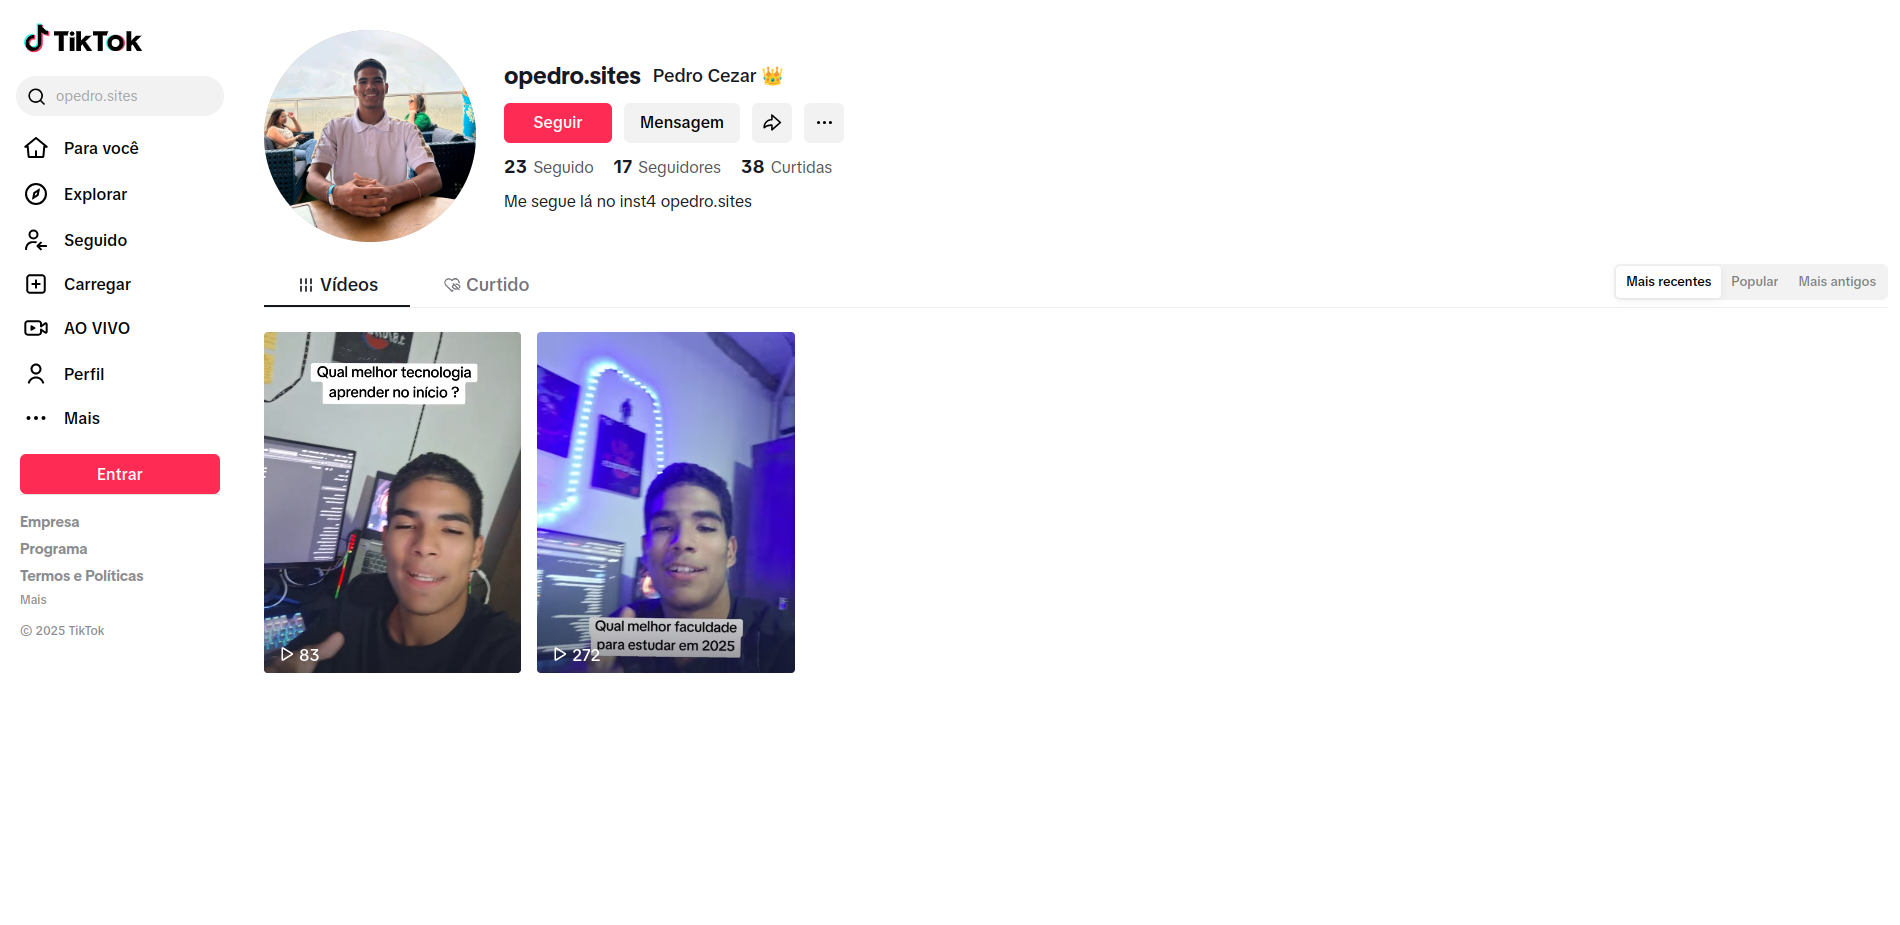 TikTok
opedro.sites
Para você
Explorar
Seguido
Carregar
AO VIVO
Perfil
Mais
Entrar
Empresa
Programa
Termos e Políticas
Mais
© 2025 TikTok
opedro.sites Pedro Cezar 👑
Seguir Mensagem
23 Seguido 17 Seguidores 38 Curtidas
Me segue lá no inst4 opedro.sites
Vídeos Curtido
Mais recentes Popular Mais antigos
Qual melhor tecnologia
aprender no início ?
83
Qual melhor faculdade
para estudar em 2025
272